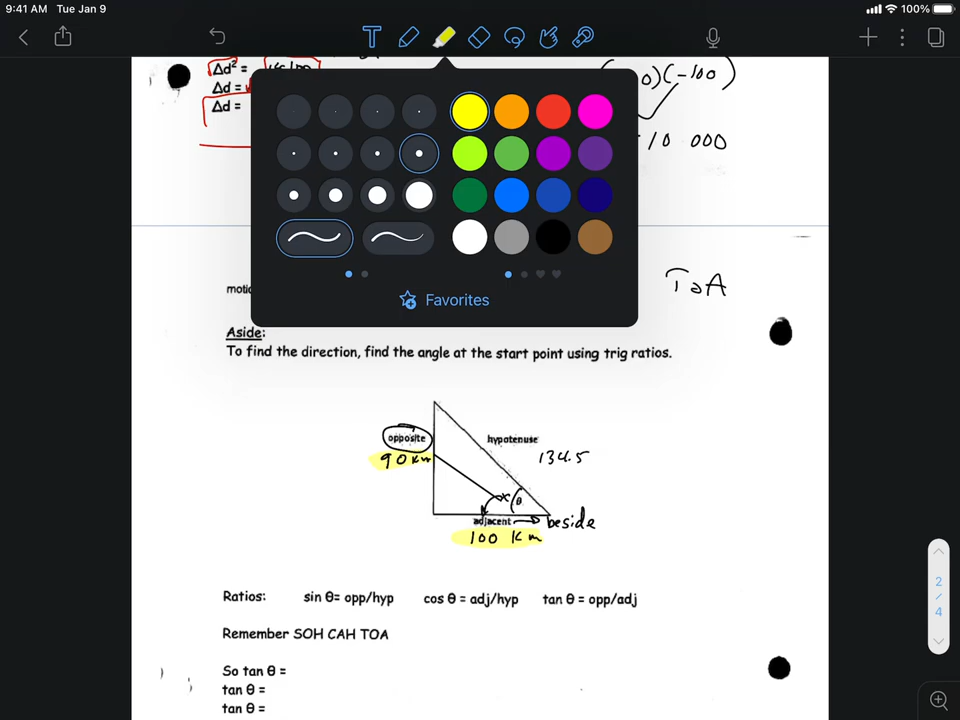 9:41 AM Tue Jan 9
100%
Δd² =
Δd =
Δd =
)(-100)
10 000
Favorites
ToA
Aside:
To find the direction, find the angle at the start point using trig ratios.
opposite
90 Km
hypotenuse
134.5
θ
adjacent → beside
100 Km
2
/
4
Ratios: sin θ= opp/hyp cos θ = adj/hyp tan θ = opp/adj
Remember SOH CAH TOA
So tan θ =
tan θ =
tan θ =